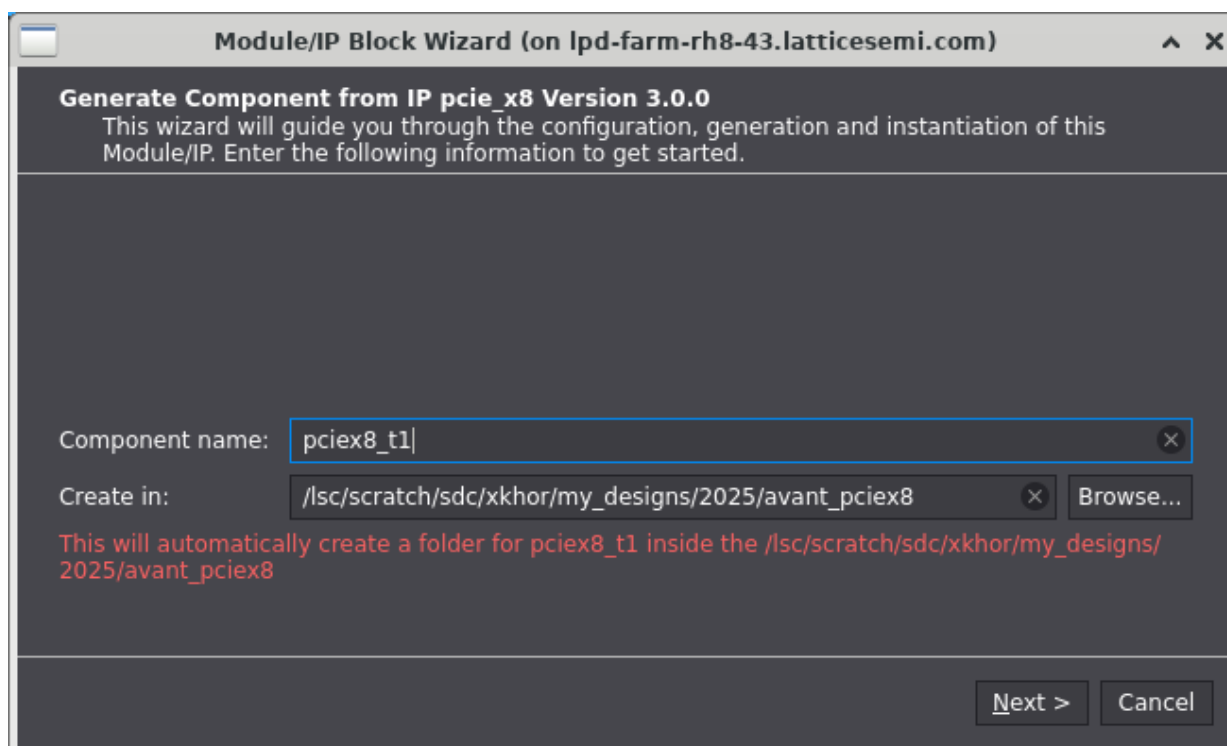 Module/IP Block Wizard (on lpd-farm-rh8-43.latticesemi.com)
Generate Component from IP pcie_x8 Version 3.0.0
This wizard will guide you through the configuration, generation and instantiation of this
Module/IP. Enter the following information to get started.
Component name: pciex8_t1
Create in: /lsc/scratch/sdc/xkhor/my_designs/2025/avant_pciex8 Browse...
This will automatically create a folder for pciex8_t1 inside the /lsc/scratch/sdc/xkhor/my_designs/
2025/avant_pciex8
Next > Cancel